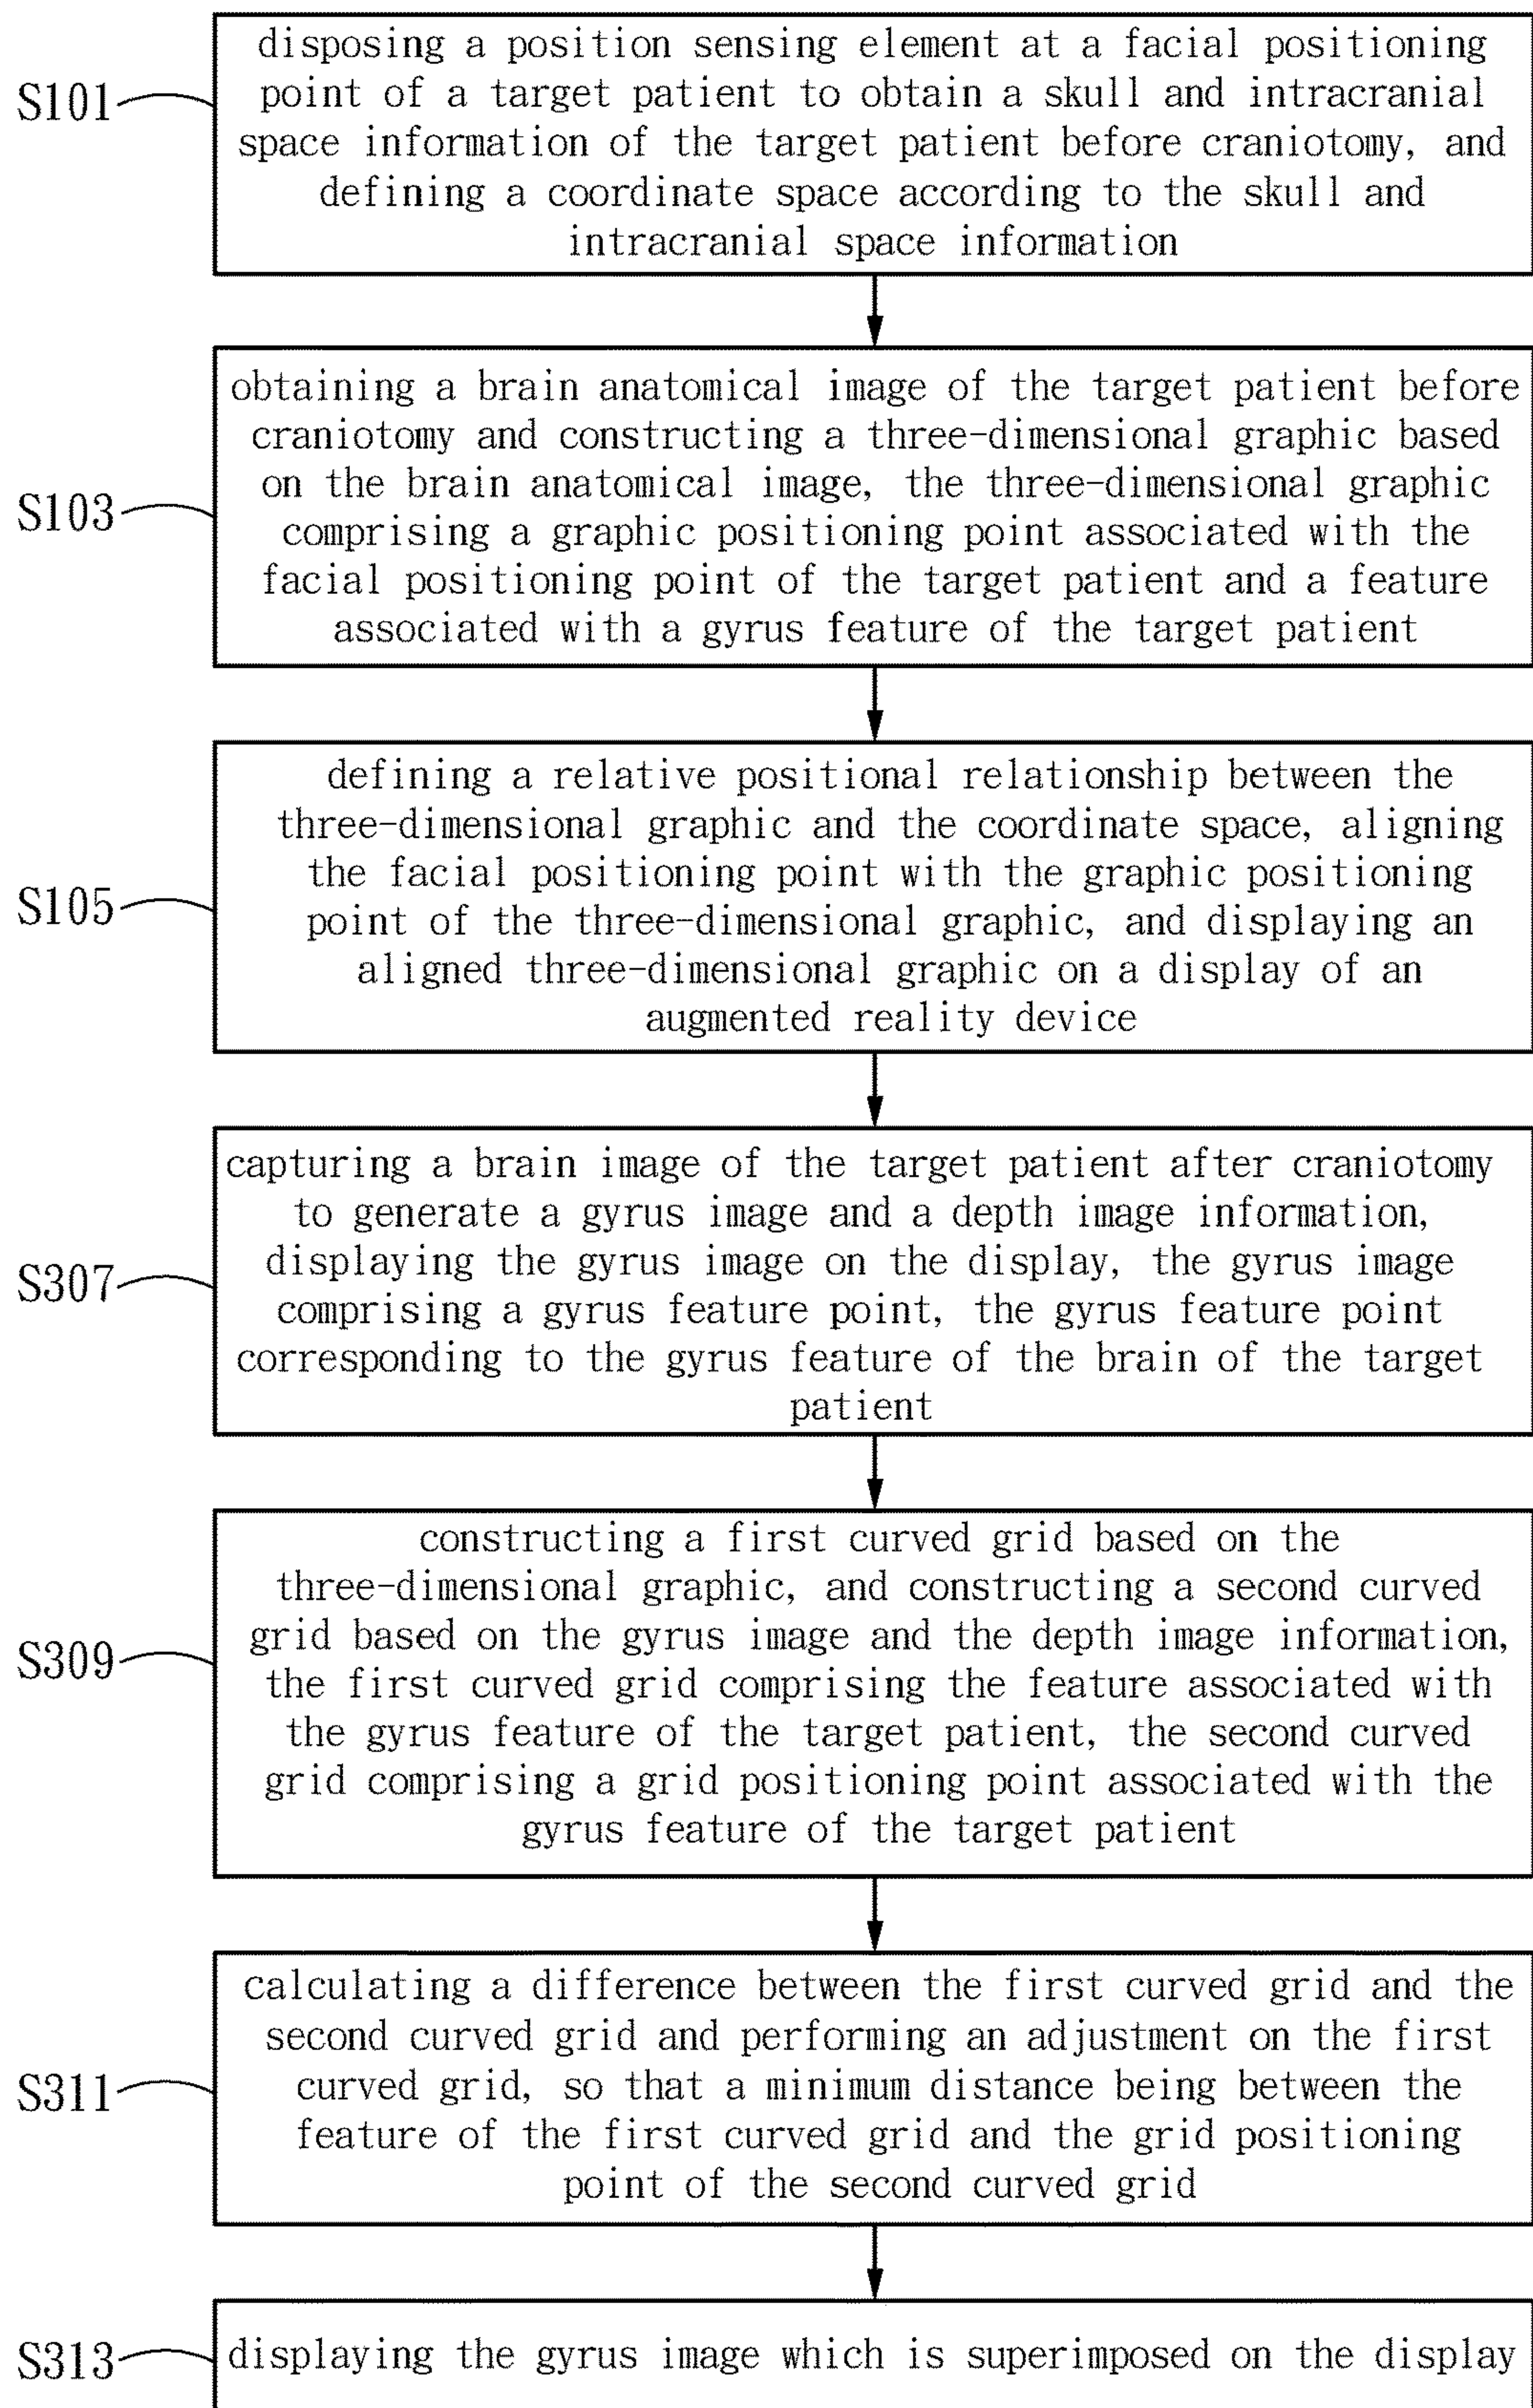 S101
disposing a position sensing element at a facial positioning
point of a target patient to obtain a skull and intracranial
space information of the target patient before craniotomy, and
defining a coordinate space according to the skull and
intracranial space information
S103
obtaining a brain anatomical image of the target patient before
craniotomy and constructing a three-dimensional graphic based
on the brain anatomical image, the three-dimensional graphic
comprising a graphic positioning point associated with the
facial positioning point of the target patient and a feature
associated with a gyrus feature of the target patient
S105
defining a relative positional relationship between the
three-dimensional graphic and the coordinate space, aligning
the facial positioning point with the graphic positioning
point of the three-dimensional graphic, and displaying an
aligned three-dimensional graphic on a display of an
augmented reality device
S307
capturing a brain image of the target patient after craniotomy
to generate a gyrus image and a depth image information,
displaying the gyrus image on the display, the gyrus image
comprising a gyrus feature point, the gyrus feature point
corresponding to the gyrus feature of the brain of the target
patient
S309
constructing a first curved grid based on the
three-dimensional graphic, and constructing a second curved
grid based on the gyrus image and the depth image information,
the first curved grid comprising the feature associated with
the gyrus feature of the target patient, the second curved
grid comprising a grid positioning point associated with the
gyrus feature of the target patient
S311
calculating a difference between the first curved grid and the
second curved grid and performing an adjustment on the first
curved grid, so that a minimum distance being between the
feature of the first curved grid and the grid positioning
point of the second curved grid
S313
displaying the gyrus image which is superimposed on the display